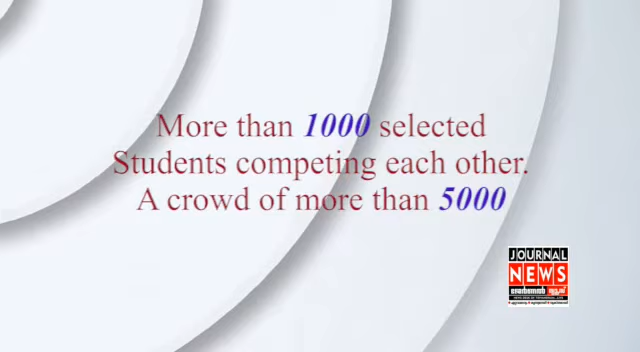 More than 1000 selected
Students competing each other.
A crowd of more than 5000
JOURNAL
NEWS